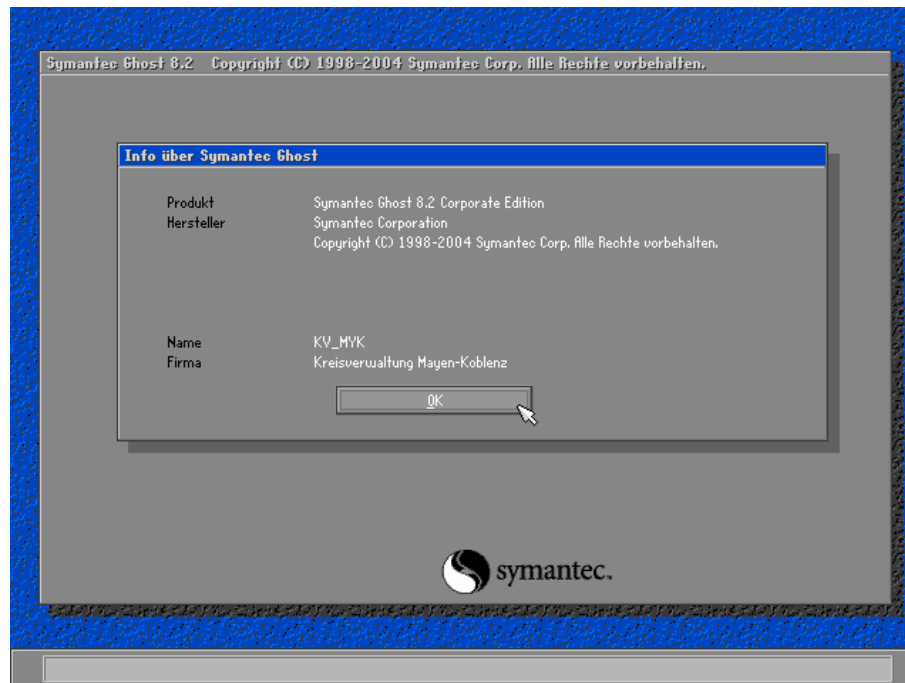 Symantec Ghost 8.2 Copyright (C) 1998-2004 Symantec Corp. Alle Rechte vorbehalten.
Info über Symantec Ghost
Produkt Symantec Ghost 8.2 Corporate Edition
Hersteller Symantec Corporation
Copyright (C) 1998-2004 Symantec Corp. Alle Rechte vorbehalten.
Name KV_MYK
Firma Kreisverwaltung Mayen-Koblenz
OK
symantec.